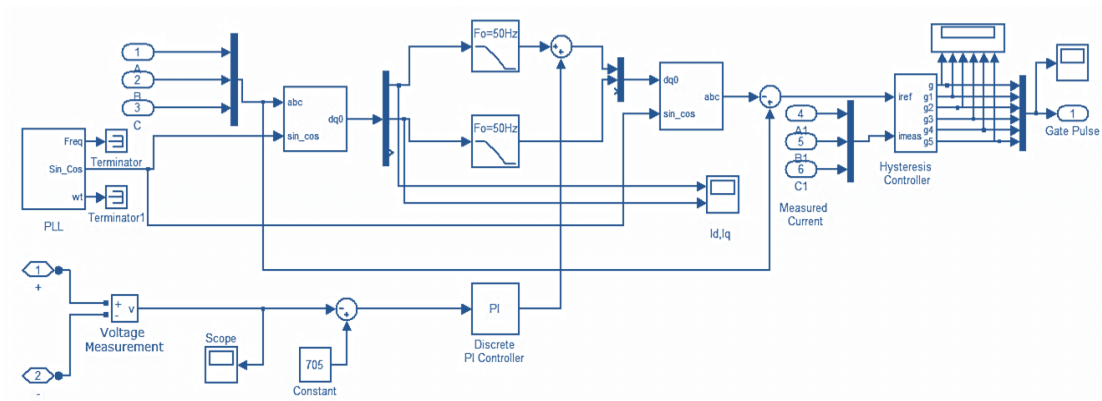 Fo=50Hz
1
A
2
B
3
C
abc
sin_cos
dq0
Fo=50Hz
dq0
sin_cos
abc
4
A1
5
B1
6
C1
Measured
Current
iref
imeas
g
g1
g2
g3
g4
g5
Hysteresis
Controller
1
Gate Pulse
Freq
Sin_Cos
wt
PLL
Terminator
Terminator1
Id,Iq
1
+
2
-
+
-
v
Voltage
Measurement
Scope
705
Constant
PI
Discrete
PI Controller